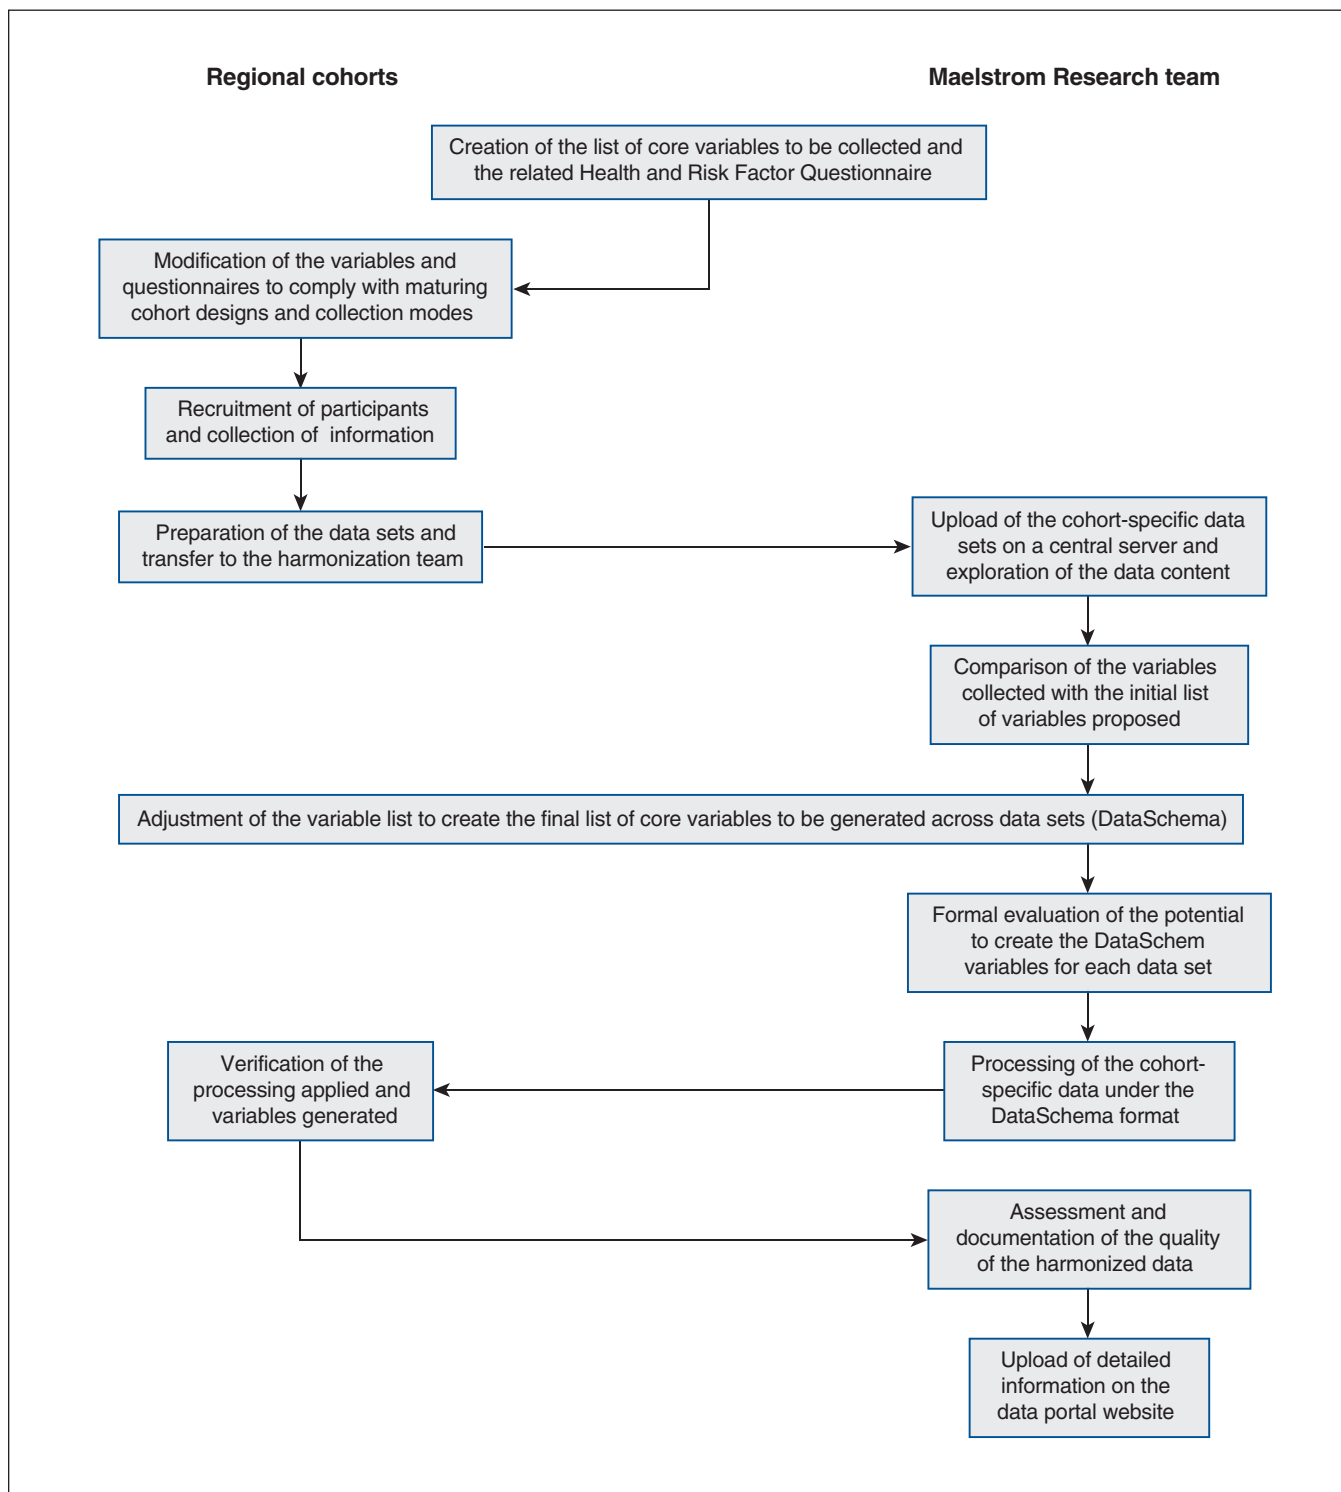 Regional cohorts
Maelstrom Research team
Creation of the list of core variables to be collected and
the related Health and Risk Factor Questionnaire
Modification of the variables and
questionnaires to comply with maturing
cohort designs and collection modes
Recruitment of participants
and collection of information
Preparation of the data sets and
transfer to the harmonization team
Upload of the cohort-specific data
sets on a central server and
exploration of the data content
Comparison of the variables
collected with the initial list
of variables proposed
Adjustment of the variable list to create the final list of core variables to be generated across data sets (DataSchema)
Formal evaluation of the potential
to create the DataSchem
variables for each data set
Processing of the cohort-
specific data under the
DataSchema format
Verification of the
processing applied and
variables generated
Assessment and
documentation of the quality
of the harmonized data
Upload of detailed
information on the
data portal website